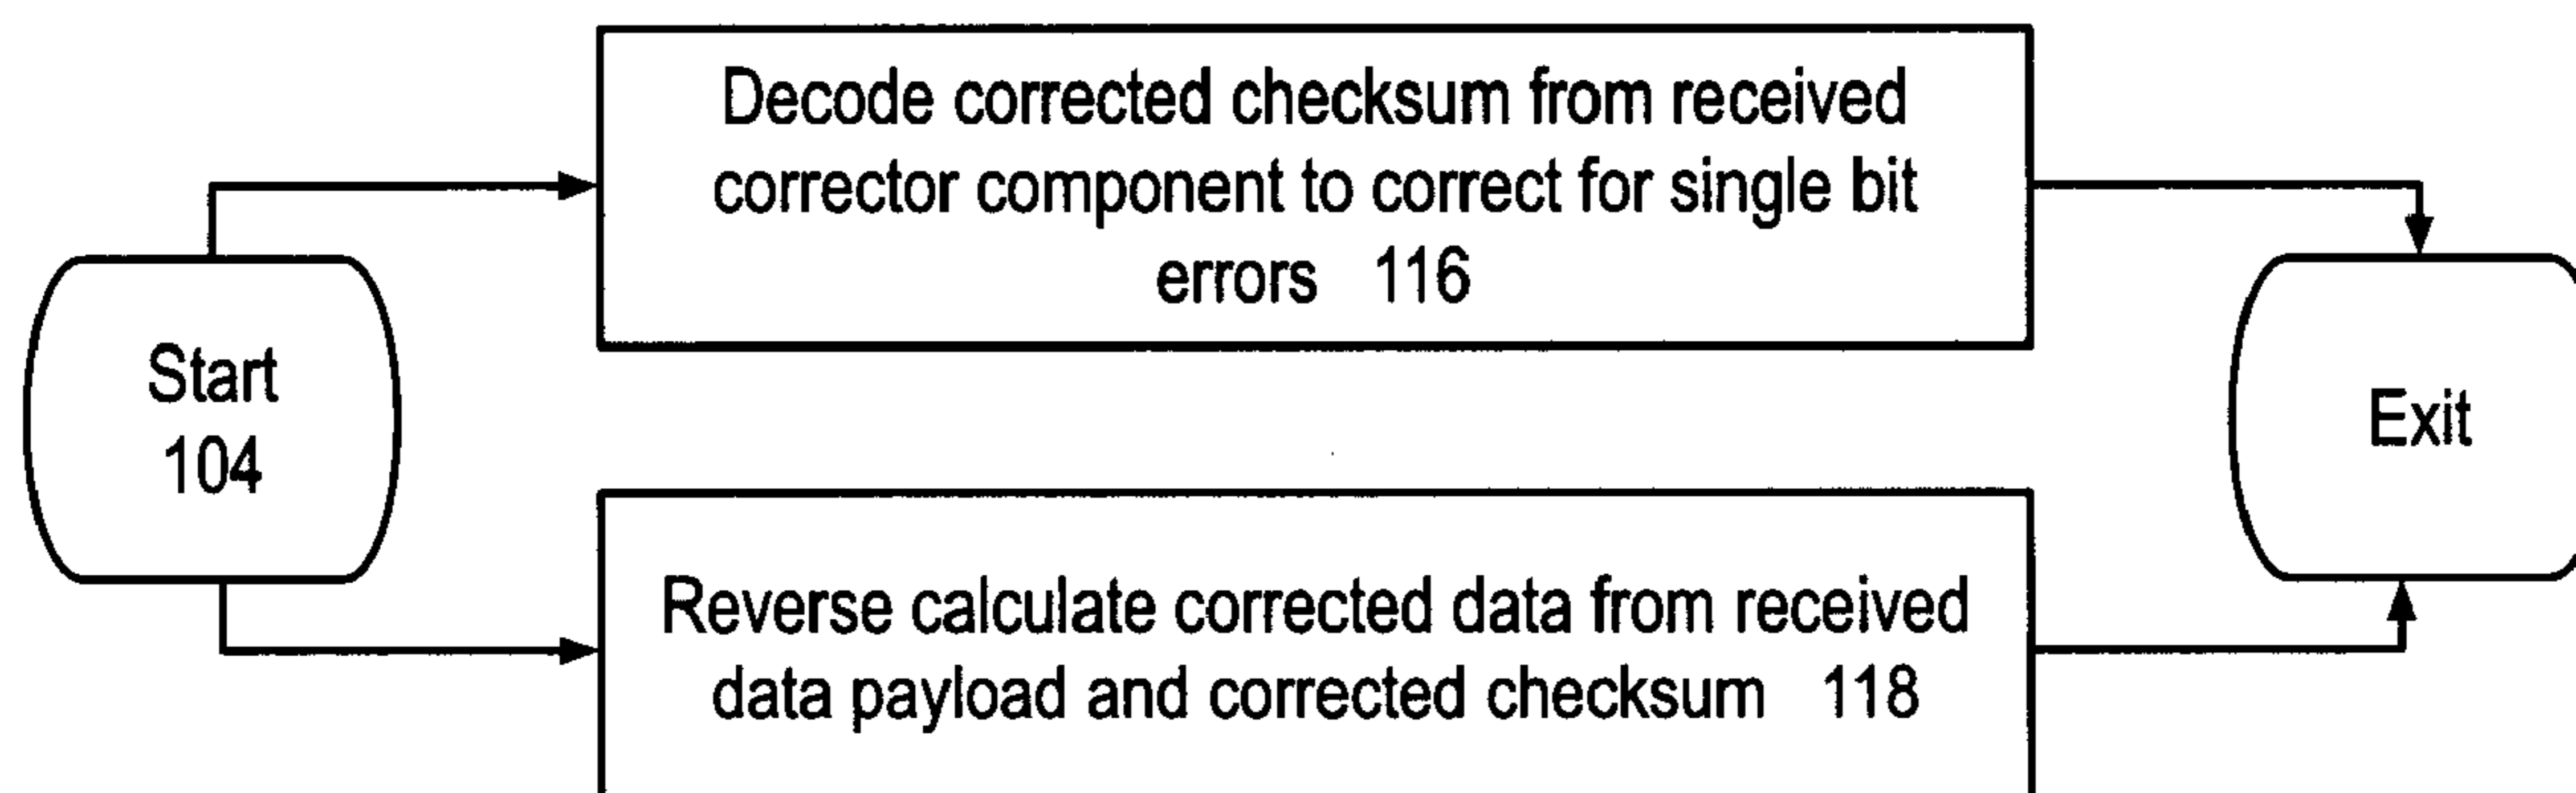 Decode corrected checksum from received
corrector component to correct for single bit
errors 116
Start
104
Exit
Reverse calculate corrected data from received
data payload and corrected checksum 118